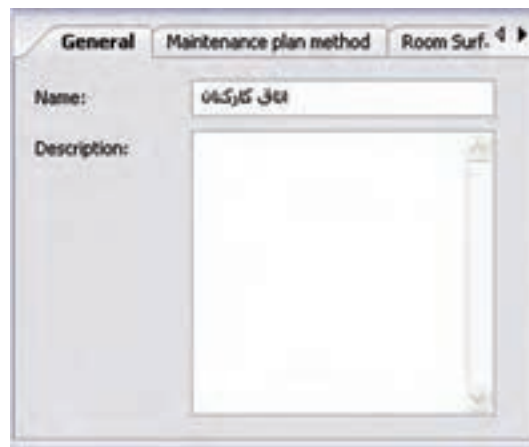 General Maintenance plan method Room Surf.
Name: اتاق کارکنان
Description: